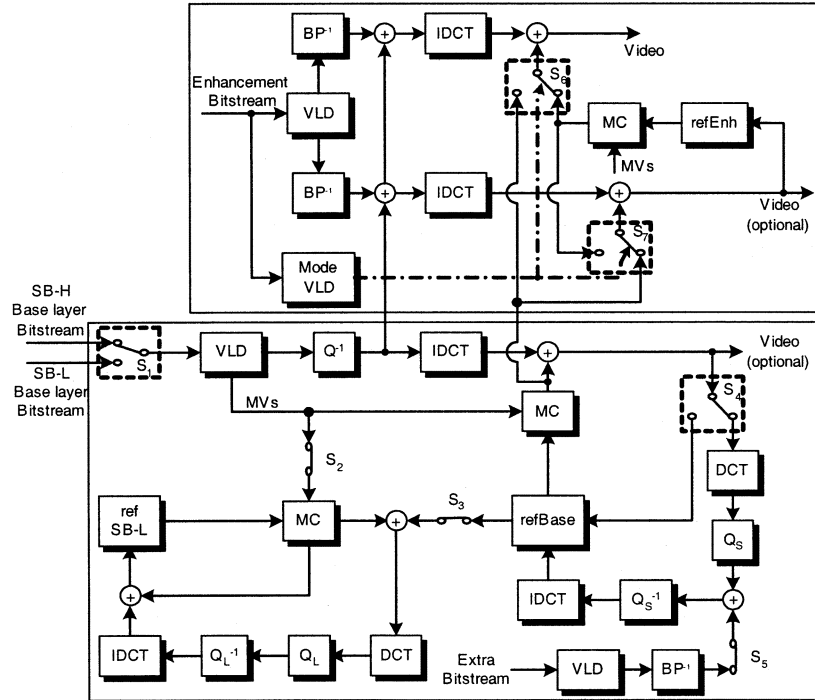 BP⁻¹
IDCT
Video
Enhancement
Bitstream
VLD
S₆
MC
refEnh
MVs
BP⁻¹
IDCT
Video
(optional)
S₇
Mode
VLD
SB-H
Base layer
Bitstream
SB-L
Base layer
Bitstream
S₁
VLD
Q⁻¹
IDCT
Video
(optional)
MVs
MC
S₄
S₂
DCT
ref
SB-L
MC
S₃
refBase
Qₛ
IDCT
Qₛ⁻¹
IDCT
Q_L⁻¹
Q_L
DCT
Extra
Bitstream
VLD
BP⁻¹
S₅